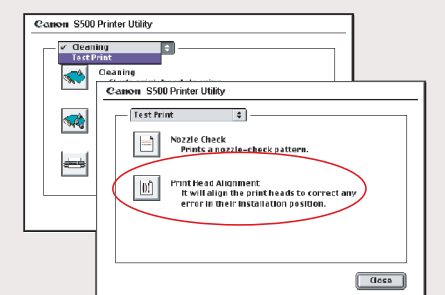 Canon S500 Printer Utility
✓ Cleaning
Test Print
Cleaning
Canon S500 Printer Utility
Test Print
Nozzle Check
Prints a nozzle-check pattern.
Print Head Alignment
It will align the print heads to correct any
error in their installation position.
Close